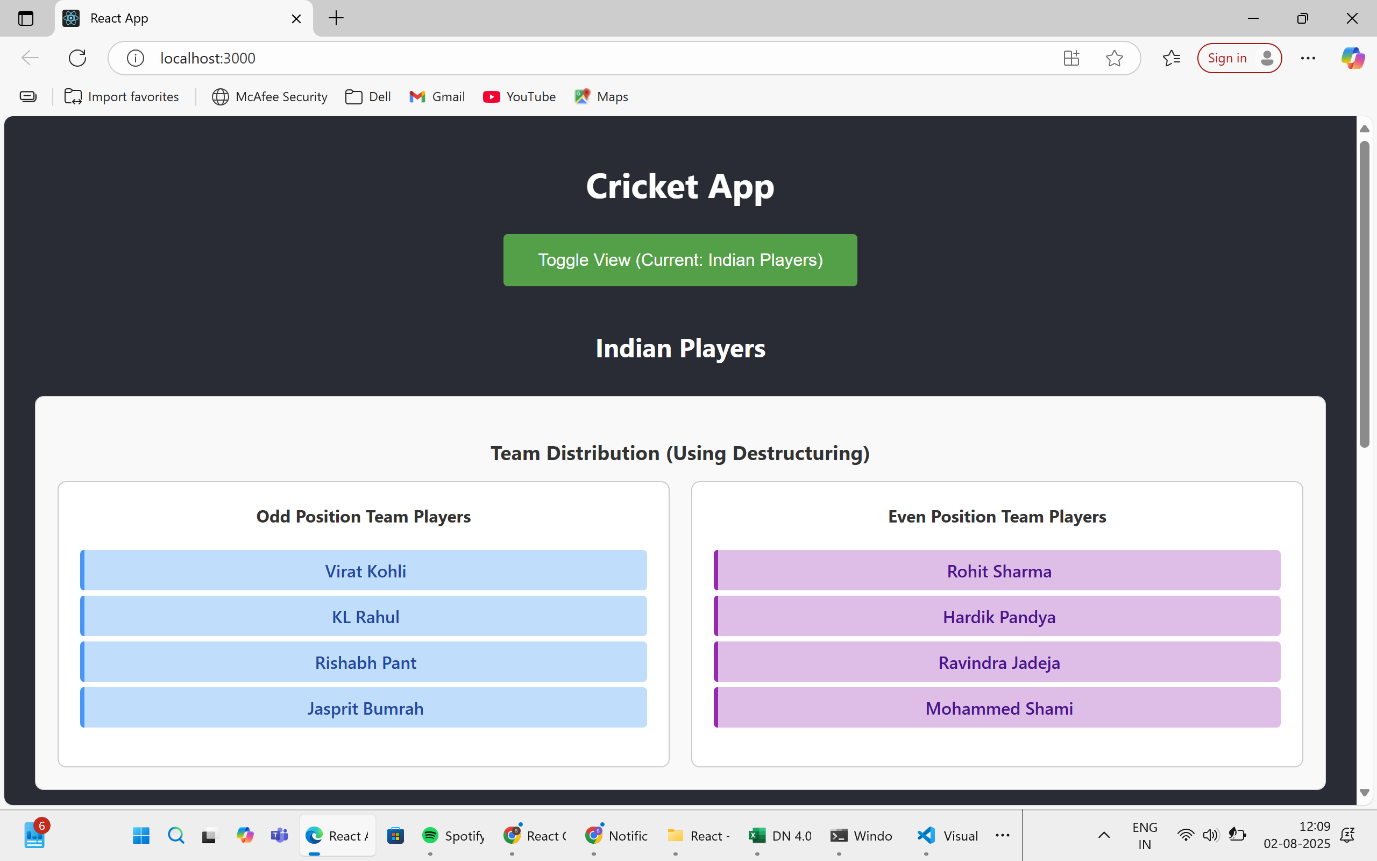 React App
localhost:3000
Sign in
Import favorites
McAfee Security
Dell
Gmail
YouTube
Maps
Cricket App
Toggle View (Current: Indian Players)
Indian Players
Team Distribution (Using Destructuring)
Odd Position Team Players
Virat Kohli
KL Rahul
Rishabh Pant
Jasprit Bumrah
Even Position Team Players
Rohit Sharma
Hardik Pandya
Ravindra Jadeja
Mohammed Shami
6
React A
Spotify
React C
Notific
React -
DN 4.0
Windo
Visual
ENG
IN
12:09
02-08-2025